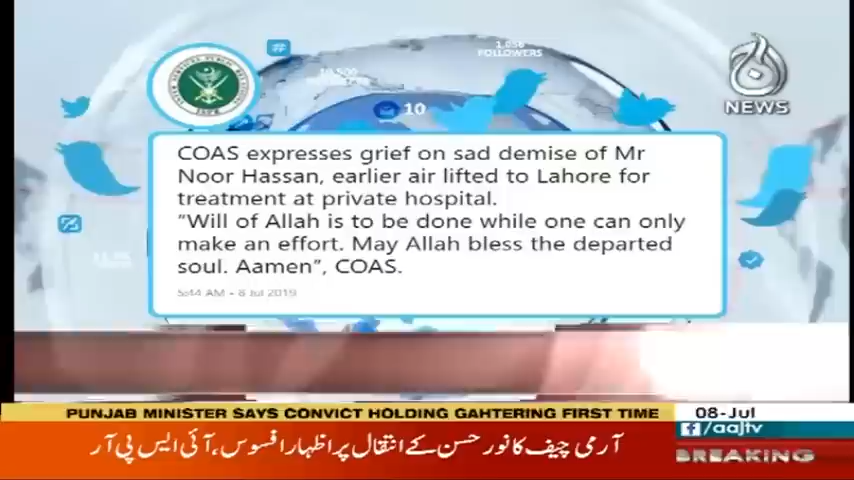 #
1,056
FOLLOWERS
10,500
10
NEWS
COAS expresses grief on sad demise of Mr
Noor Hassan, earlier air lifted to Lahore for
treatment at private hospital.
"Will of Allah is to be done while one can only
make an effort. May Allah bless the departed
soul. Aameen", COAS.
5:44 AM - 8 Jul 2019
PUNJAB MINISTER SAYS CONVICT HOLDING GAHTERING FIRST TIME
08-Jul
f/aajtv
آرمی چیف کا نور حسن کے انتقال پر اظہار افسوس، آئی ایس پی آر
BREAKING